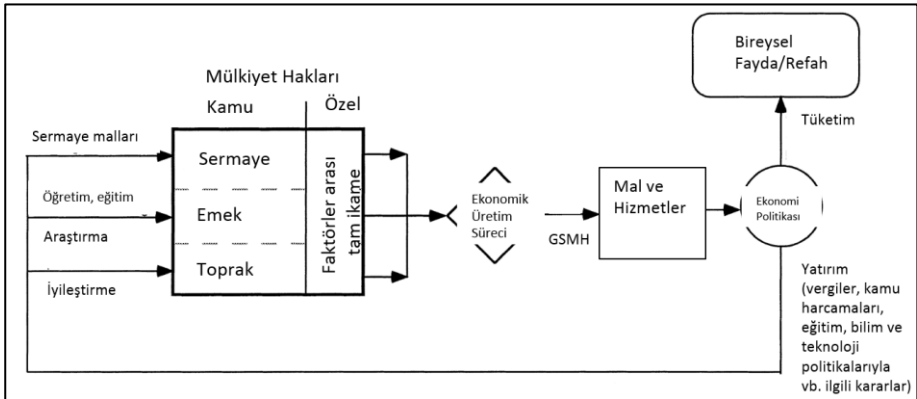 Bireysel
Fayda/Refah
Mülkiyet Hakları
Kamu
Özel
Sermaye malları
Sermaye
Tüketim
Öğretim, eğitim
Araştırma
Emek
Faktörler arası
tam ikame
Ekonomik
Üretim
Süreci
GSMH
Mal ve
Hizmetler
Ekonomi
Politikası
İyileştirme
Toprak
Yatırım
(vergiler, kamu
harcamaları,
eğitim, bilim ve
teknoloji
politikalarıyla
vb. ilgili kararlar)